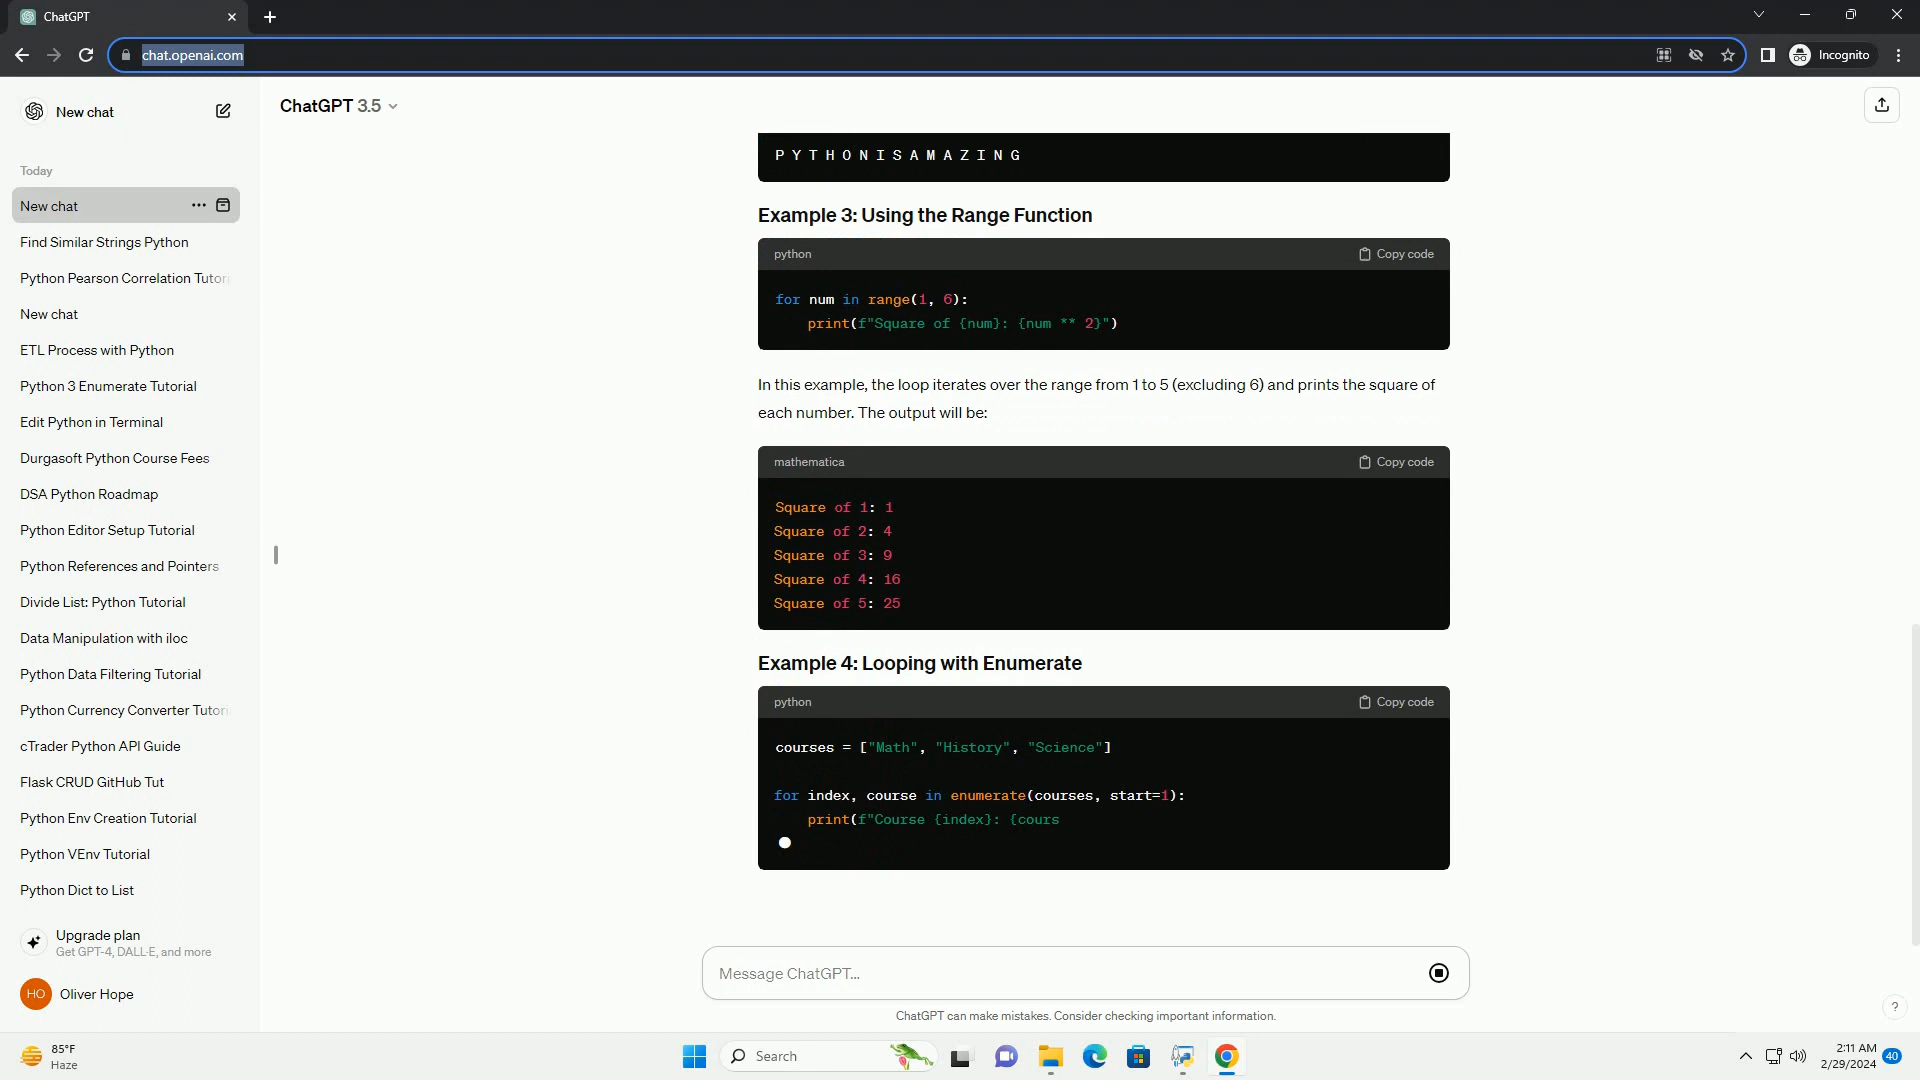 ChatGPT
chat.openai.com
Incognito
New chat
ChatGPT 3.5
Today
New chat
Find Similar Strings Python
Python Pearson Correlation Tutori
New chat
ETL Process with Python
Python 3 Enumerate Tutorial
Edit Python in Terminal
Durgasoft Python Course Fees
DSA Python Roadmap
Python Editor Setup Tutorial
Python References and Pointers
Divide List: Python Tutorial
Data Manipulation with iloc
Python Data Filtering Tutorial
Python Currency Converter Tutori
cTrader Python API Guide
Flask CRUD GitHub Tut
Python Env Creation Tutorial
Python VEnv Tutorial
Python Dict to List
Upgrade plan
Get GPT-4, DALL·E, and more
HO Oliver Hope
P Y T H O N I S A M A Z I N G
Example 3: Using the Range Function
python Copy code
for num in range(1, 6):
print(f"Square of {num}: {num ** 2}")
In this example, the loop iterates over the range from 1 to 5 (excluding 6) and prints the square of
each number. The output will be:
mathematica Copy code
Square of 1: 1
Square of 2: 4
Square of 3: 9
Square of 4: 16
Square of 5: 25
Example 4: Looping with Enumerate
python Copy code
courses = ["Math", "History", "Science"]
for index, course in enumerate(courses, start=1):
print(f"Course {index}: {cours
Message ChatGPT...
ChatGPT can make mistakes. Consider checking important information.
?
85°F
Haze
Search
2:11 AM
2/29/2024
40